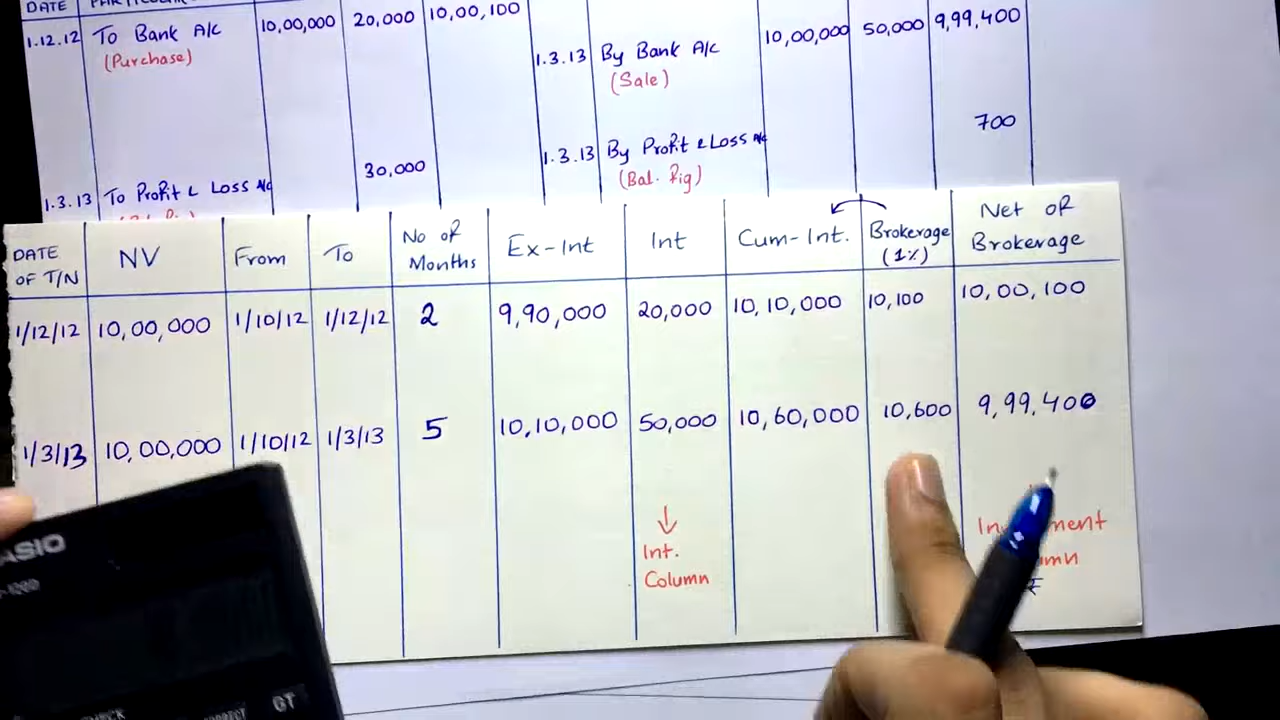 DATE
1.12.12 To Bank A/c 10,00,000 20,000 10,00,100
(Purchase)
1.3.13 By Bank A/c 10,00,000 50,000 9,99,400
(Sale)
700
1.3.13 By Profit & Loss A/c
(Bal. Fig)
30,000
1.3.13 To Profit & Loss A/c
DATE OF T/N NV From To No of Months Ex-Int Int Cum-Int. Brokerage (1%) Net of Brokerage
1/12/12 10,00,000 1/10/12 1/12/12 2 9,90,000 20,000 10,10,000 10,100 10,00,100
1/3/13 10,00,000 1/10/12 1/3/13 5 10,10,000 50,000 10,60,000 10,600 9,99,400
Int.
Column
CASIO
GT